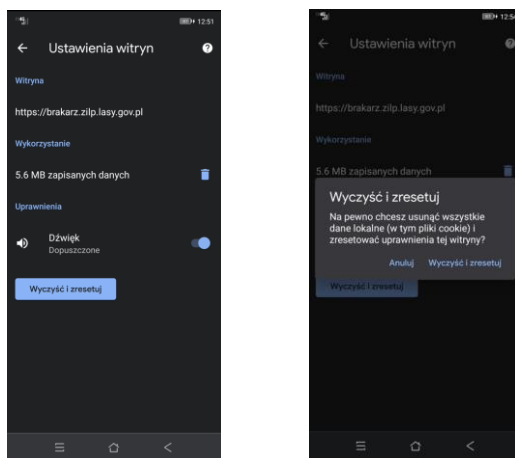 12:51
Ustawienia witryn
Witryna
https://brakarz.zilp.lasy.gov.pl
Wykorzystanie
5.6 MB zapisanych danych
Uprawnienia
Dźwięk
Dopuszczone
Wyczyść i zresetuj
Ustawienia witryn
Witryna
https://brakarz.zilp.lasy.gov.pl
Wykorzystanie
5.6 MB zapisanych danych
Wyczyść i zresetuj
Na pewno chcesz usunąć wszystkie
dane lokalne (w tym pliki cookie) i
zresetować uprawnienia tej witryny?
Anuluj Wyczyść i zresetuj
Wyczyść i zresetuj